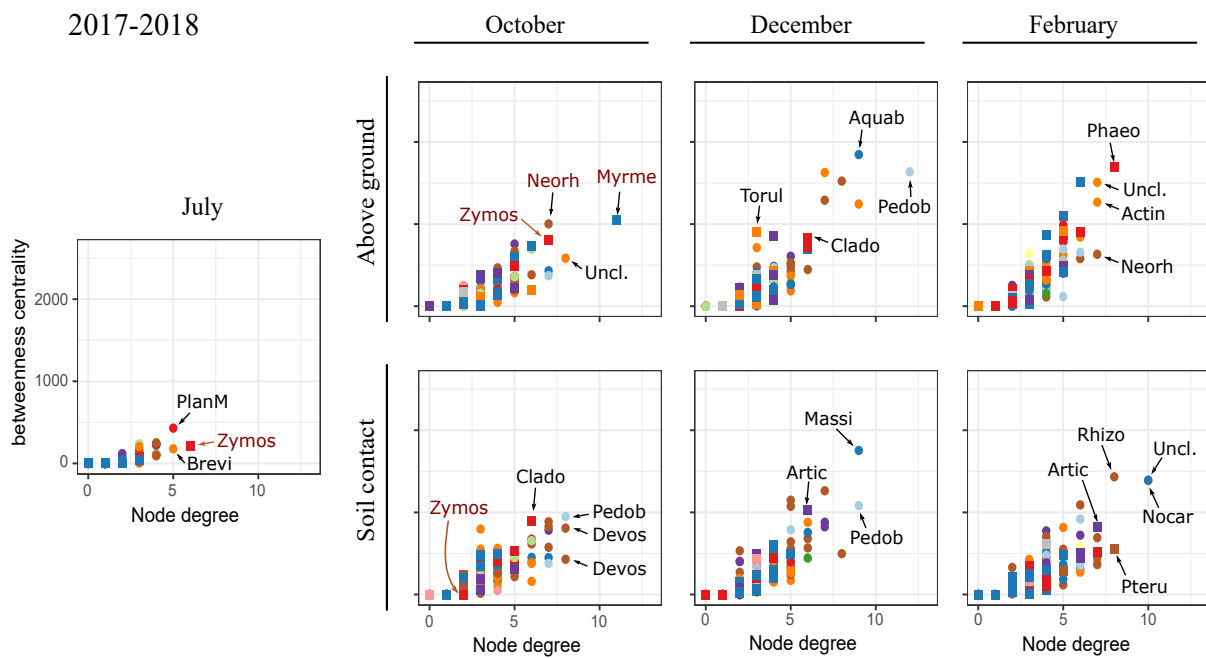 2017-2018
October
December
February
Above ground
Neorh
Myrme
Zymos
Uncl.
Aquab
Torul
Pedob
Clado
Phaeo
Uncl.
Actin
Neorh
July
betweenness centrality
2000
1000
0
PlanM
Zymos
Brevi
0 5 10
Node degree
Soil contact
Zymos
Clado
Pedob
Devos
Devos
0 5 10
Node degree
Massi
Artic
Pedob
0 5 10
Node degree
Rhizo
Uncl.
Artic
Nocar
Pteru
0 5 10
Node degree